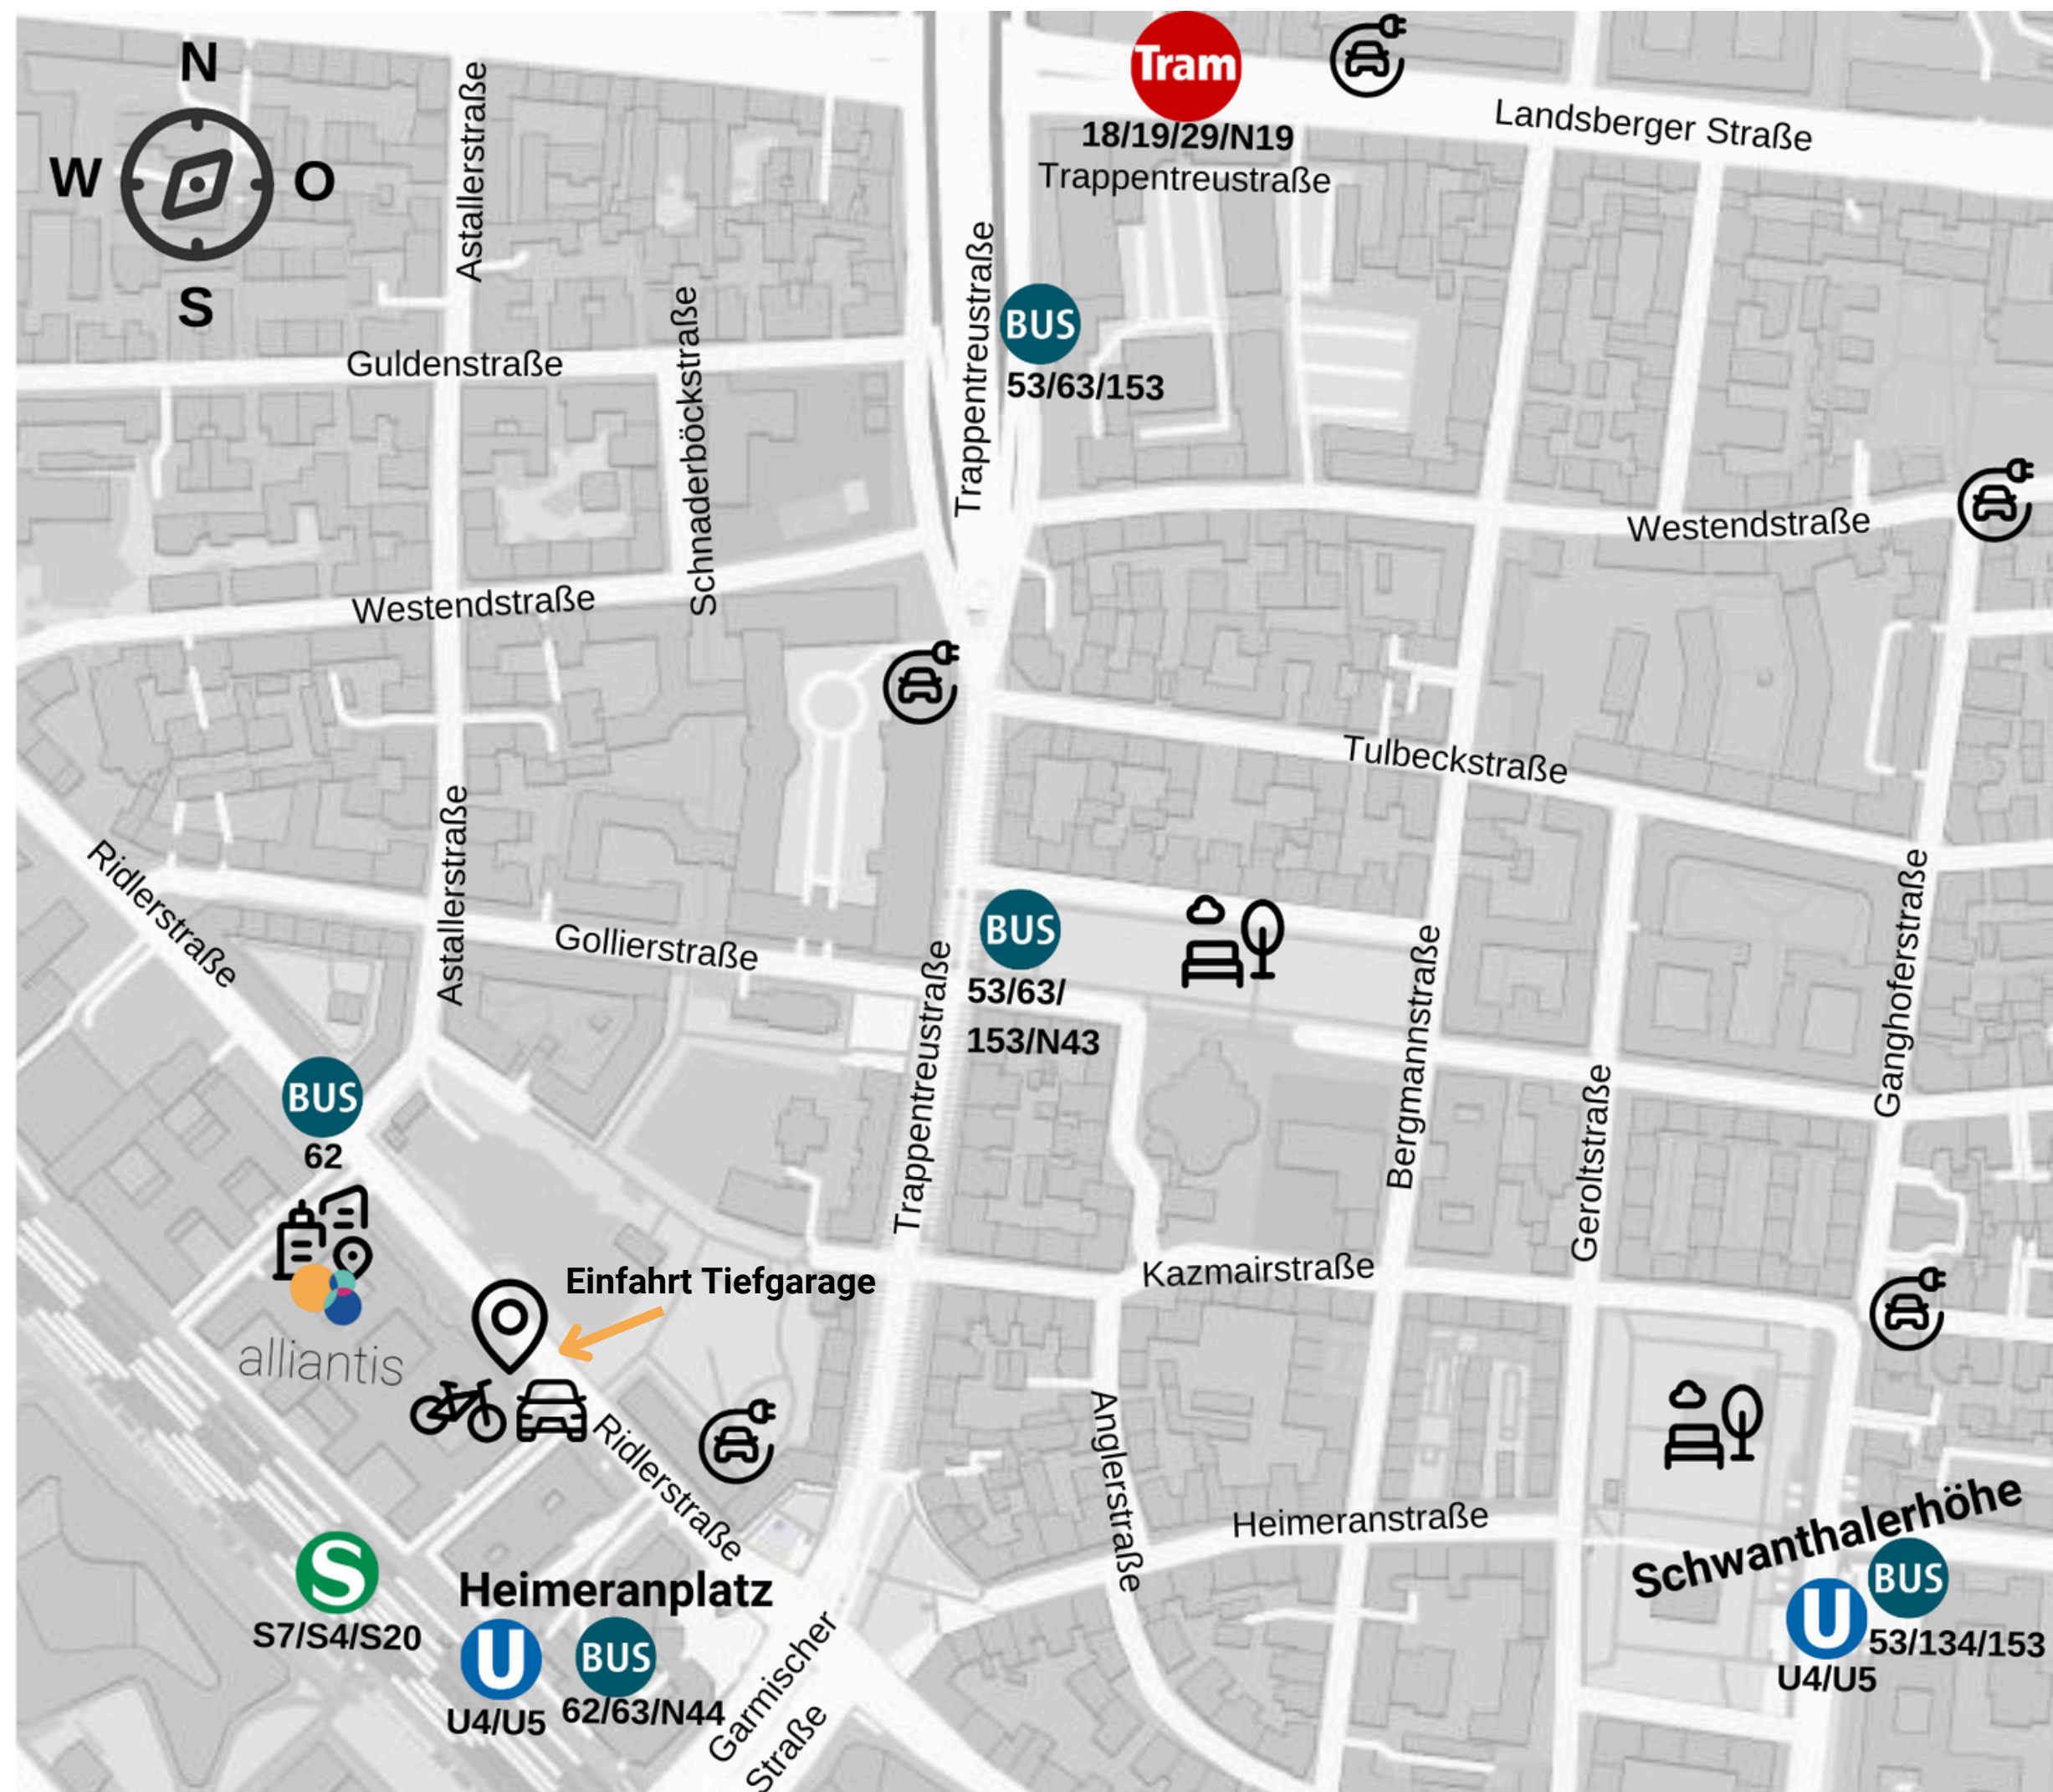 N
W
O
S
Tram
18/19/29/N19
Trappentreustraße
Landsberger Straße
Astallerstraße
Trappentreustraße
BUS
53/63/153
Guldenstraße
Schnaderböckstraße
Westendstraße
Westendstraße
Tulbeckstraße
Ridlerstraße
Astallerstraße
Gollierstraße
BUS
53/63/
153/N43
Trappentreustraße
Bergmannstraße
Geroltstraße
Ganghoferstraße
BUS
62
alliantis
Einfahrt Tiefgarage
Kazmairstraße
Ridlerstraße
Anglerstraße
Heimeranstraße
Schwanthalerhöhe
BUS
53/134/153
U
U4/U5
S
S7/S4/S20
Heimeranplatz
U
U4/U5
BUS
62/63/N44
Garmischer
Straße